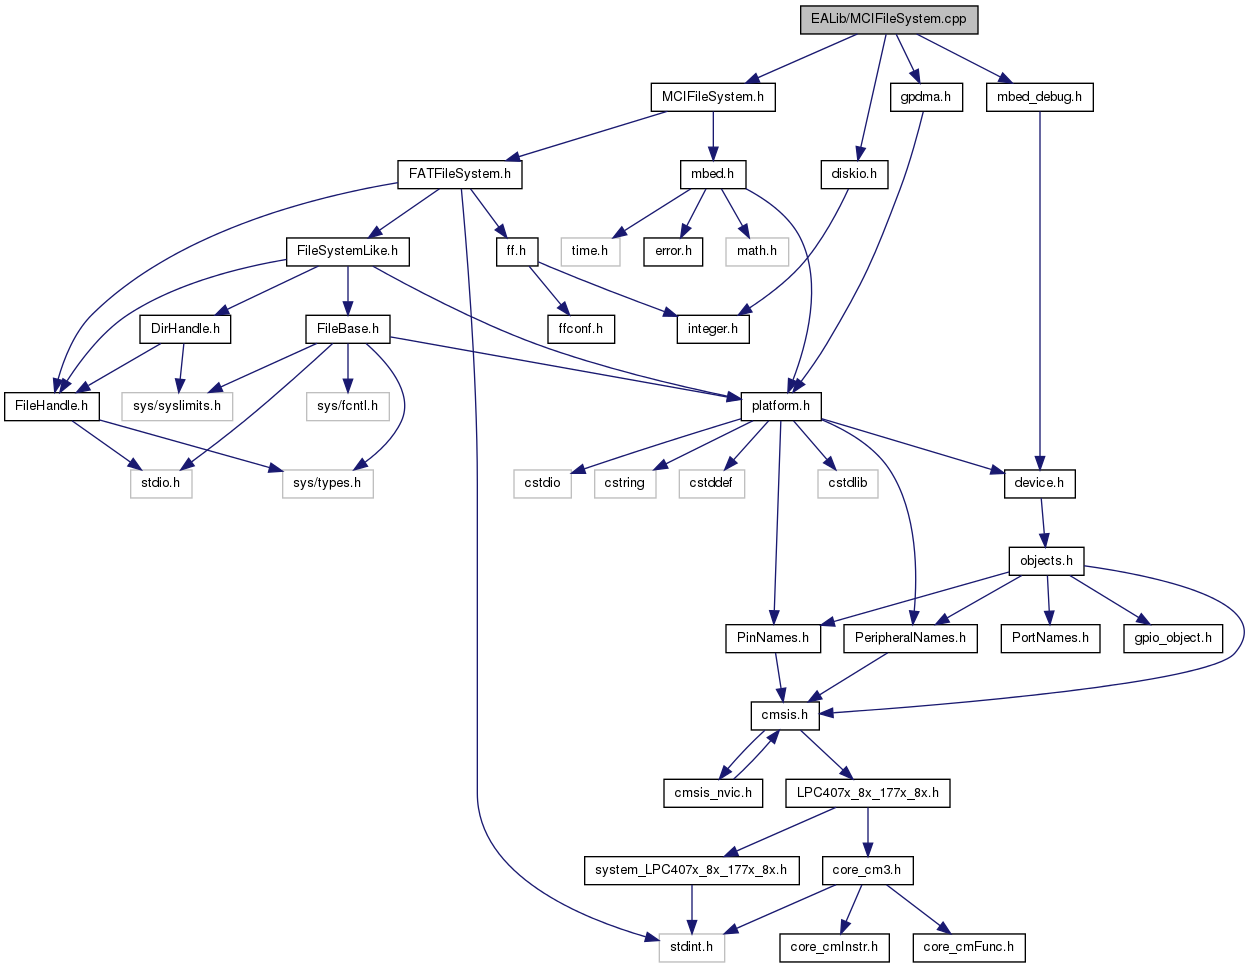 EALib/MCIFileSystem.cpp
MCIFileSystem.h
gpdma.h
mbed_debug.h
FATFileSystem.h
mbed.h
diskio.h
FileSystemLike.h
ff.h
time.h
error.h
math.h
DirHandle.h
FileBase.h
ffconf.h
integer.h
FileHandle.h
sys/syslimits.h
sys/fcntl.h
platform.h
stdio.h
sys/types.h
cstdio
cstring
cstddef
cstdlib
device.h
objects.h
PinNames.h
PeripheralNames.h
PortNames.h
gpio_object.h
cmsis.h
cmsis_nvic.h
LPC407x_8x_177x_8x.h
system_LPC407x_8x_177x_8x.h
core_cm3.h
stdint.h
core_cmInstr.h
core_cmFunc.h